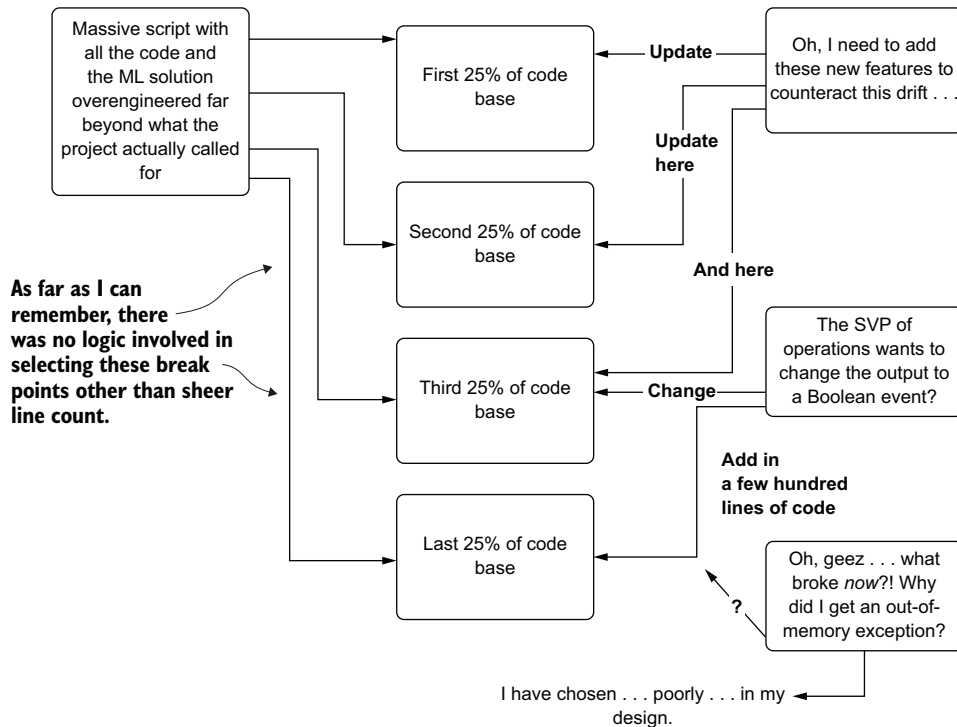 Massive script with
all the code and
the ML solution
overengineered far
beyond what the
project actually called
for
First 25% of code
base
Update
Oh, I need to add
these new features to
counteract this drift . . .
Update
here
Second 25% of code
base
And here
As far as I can
remember, there
was no logic involved in
selecting these break
points other than sheer
line count.
Third 25% of code
base
Change
The SVP of
operations wants to
change the output to
a Boolean event?
Add in
a few hundred
lines of code
Last 25% of code
base
Oh, geez . . . what
broke now?! Why
did I get an out-of-
memory exception?
?
I have chosen . . . poorly . . . in my
design.